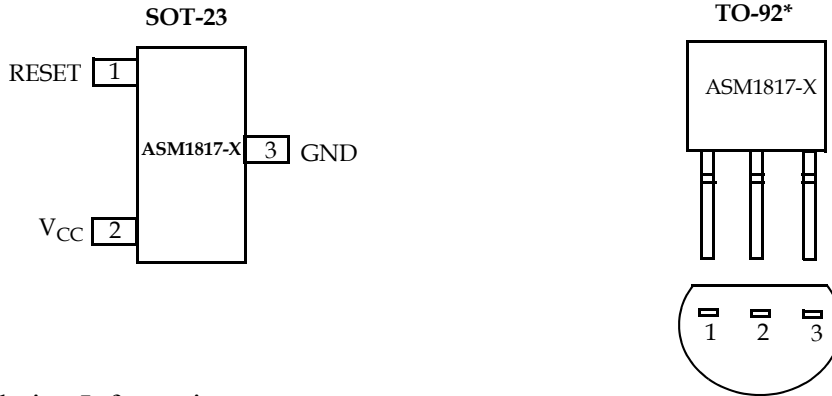 SOT-23
TO-92*
RESET 1
ASM1817-X
3 GND
VCC 2
ASM1817-X
1 2 3